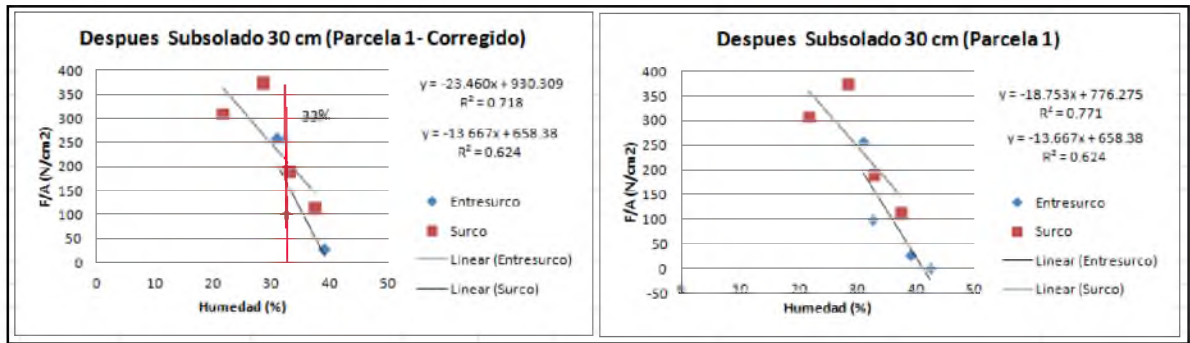 Despues Subsolado 30 cm (Parcela 1- Corregido)
F/A (N/cm2)
400
350
300
250
200
150
100
50
0
0 10 20 30 40 50
Humedad (%)
33%
y = -23.460x + 930.309
R² = 0.718
y = -13.667x + 658.38
R² = 0.624
Entresurco
Surco
Linear (Entresurco)
Linear (Surco)
Despues Subsolado 30 cm (Parcela 1)
F/A (N/cm2)
400
350
300
250
200
150
100
50
0
-50
0 10 20 30 40 50
Humedad (%)
y = -18.753x + 776.275
R² = 0.771
y = -13.667x + 658.38
R² = 0.624
Entresurco
Surco
Linear (Entresurco)
Linear (Surco)